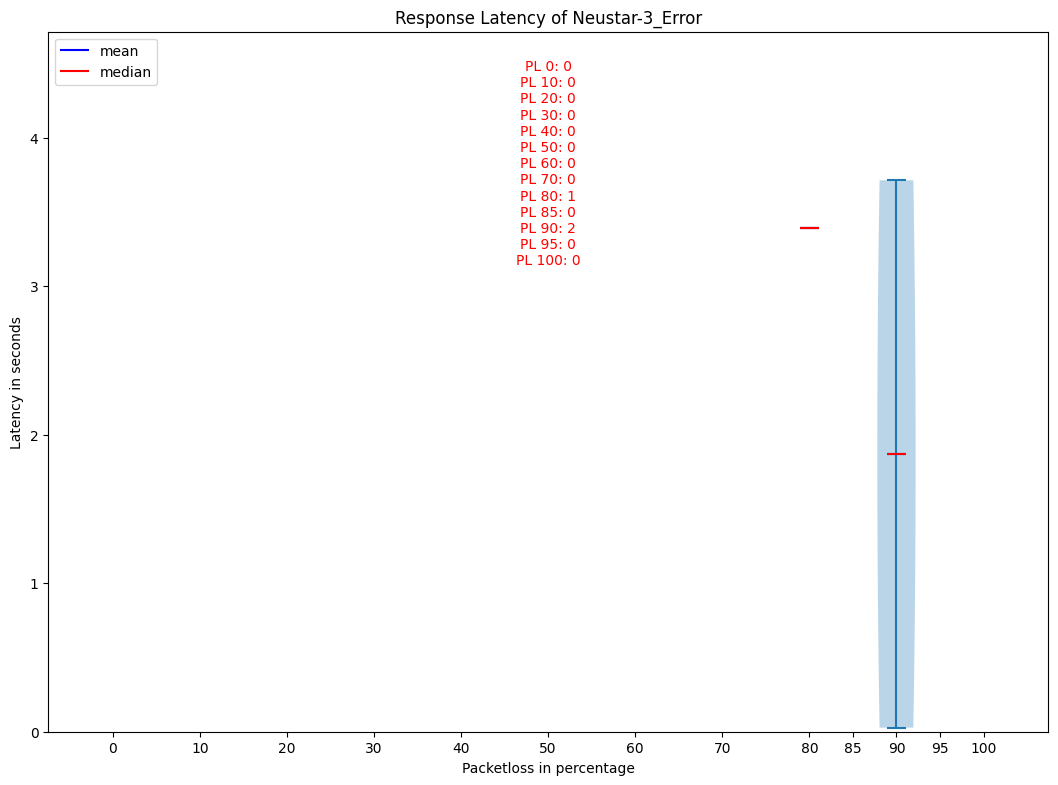 Response Latency of Neustar-3_Error
mean
median
PL 0: 0
PL 10: 0
PL 20: 0
PL 30: 0
PL 40: 0
PL 50: 0
PL 60: 0
PL 70: 0
PL 80: 1
PL 85: 0
PL 90: 2
PL 95: 0
PL 100: 0
Latency in seconds
4
3
2
1
0
0 10 20 30 40 50 60 70 80 85 90 95 100
Packetloss in percentage